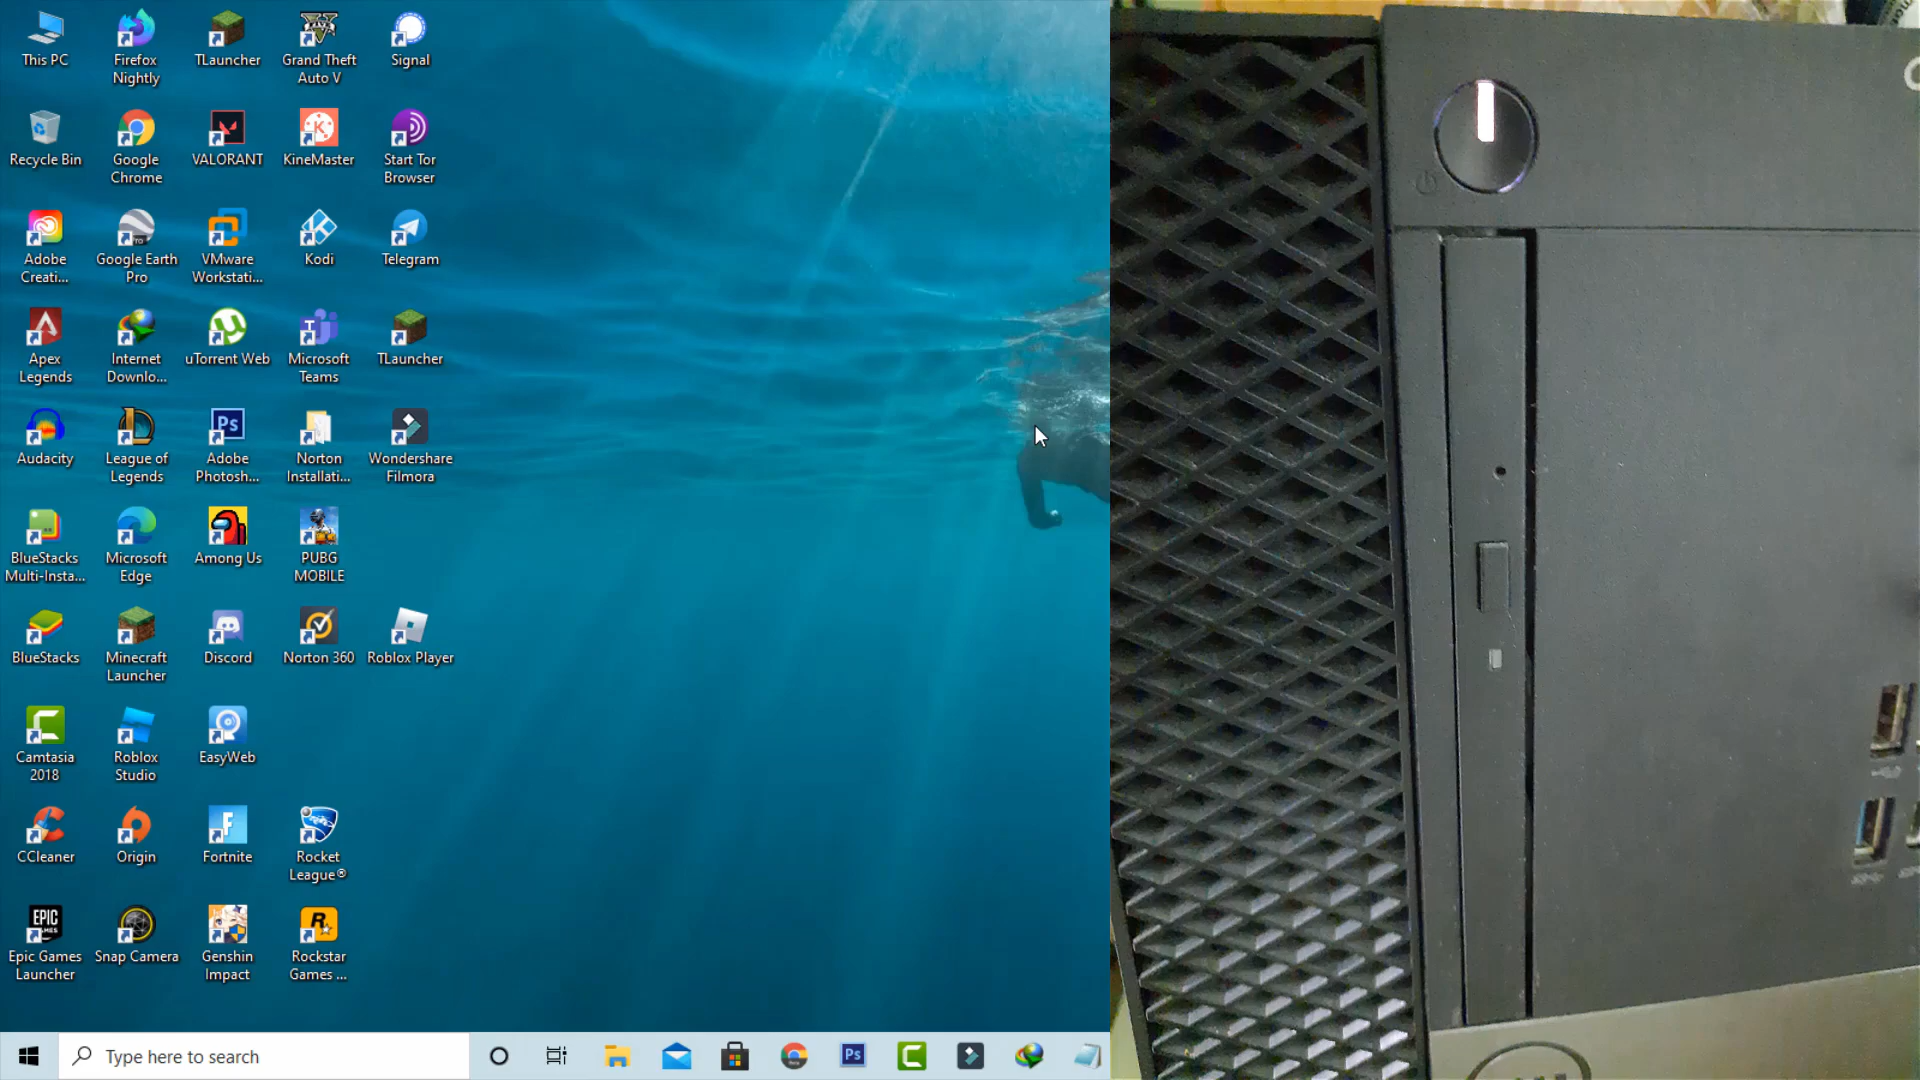 This PC
Firefox
Nightly
TLauncher
Grand Theft
Auto V
Signal
Recycle Bin
Google
Chrome
VALORANT
KineMaster
Start Tor
Browser
Adobe
Creati...
Google Earth
Pro
VMware
Workstati...
Kodi
Telegram
Apex
Legends
Internet
Downlo...
uTorrent Web
Microsoft
Teams
TLauncher
Audacity
League of
Legends
Ps
Adobe
Photosh...
Norton
Installati...
Wondershare
Filmora
BlueStacks
Multi-Insta...
Microsoft
Edge
Among Us
PUBG
MOBILE
BlueStacks
Minecraft
Launcher
Discord
Norton 360
Roblox Player
Camtasia
2018
Roblox
Studio
EasyWeb
CCleaner
Origin
Fortnite
Rocket
League®
EPIC
GAMES
Epic Games
Launcher
Snap Camera
Genshin
Impact
Rockstar
Games ...
Type here to search
Ps